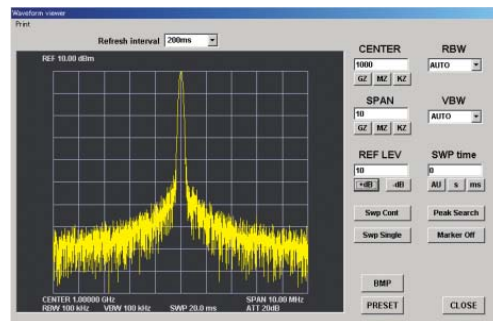 Waveform viewer
Print
Refresh interval 200ms
REF 10.00 dBm
CENTER 1.00000 GHz SPAN 10.00 MHz
RBW 100 kHz VBW 100 kHz SWP 20.0 ms ATT 20dB
CENTER RBW
1000 AUTO
GZ MZ KZ
SPAN VBW
10 AUTO
GZ MZ KZ
REF LEV SWP time
10 0
+dB -dB AU s ms
Swp Cont Peak Search
Swp Single Marker Off
BMP
PRESET CLOSE